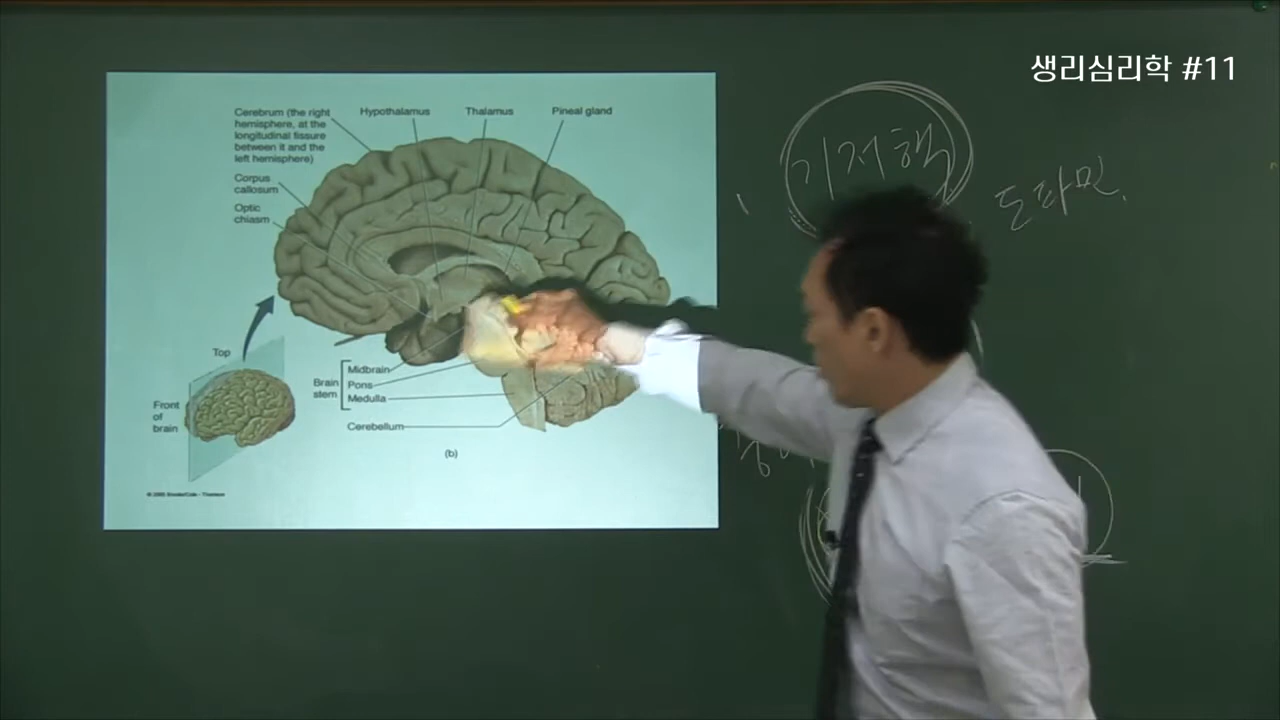 생리심리학 #11
Cerebrum (the right
hemisphere, at the
longitudinal fissure
between it and the
left hemisphere)
Hypothalamus
Thalamus
Pineal gland
Corpus
callosum
Optic
chiasm
Top
Front
of
brain
Brain
stem
Midbrain
Pons
Medulla
Cerebellum
(b)
기저핵
도파민